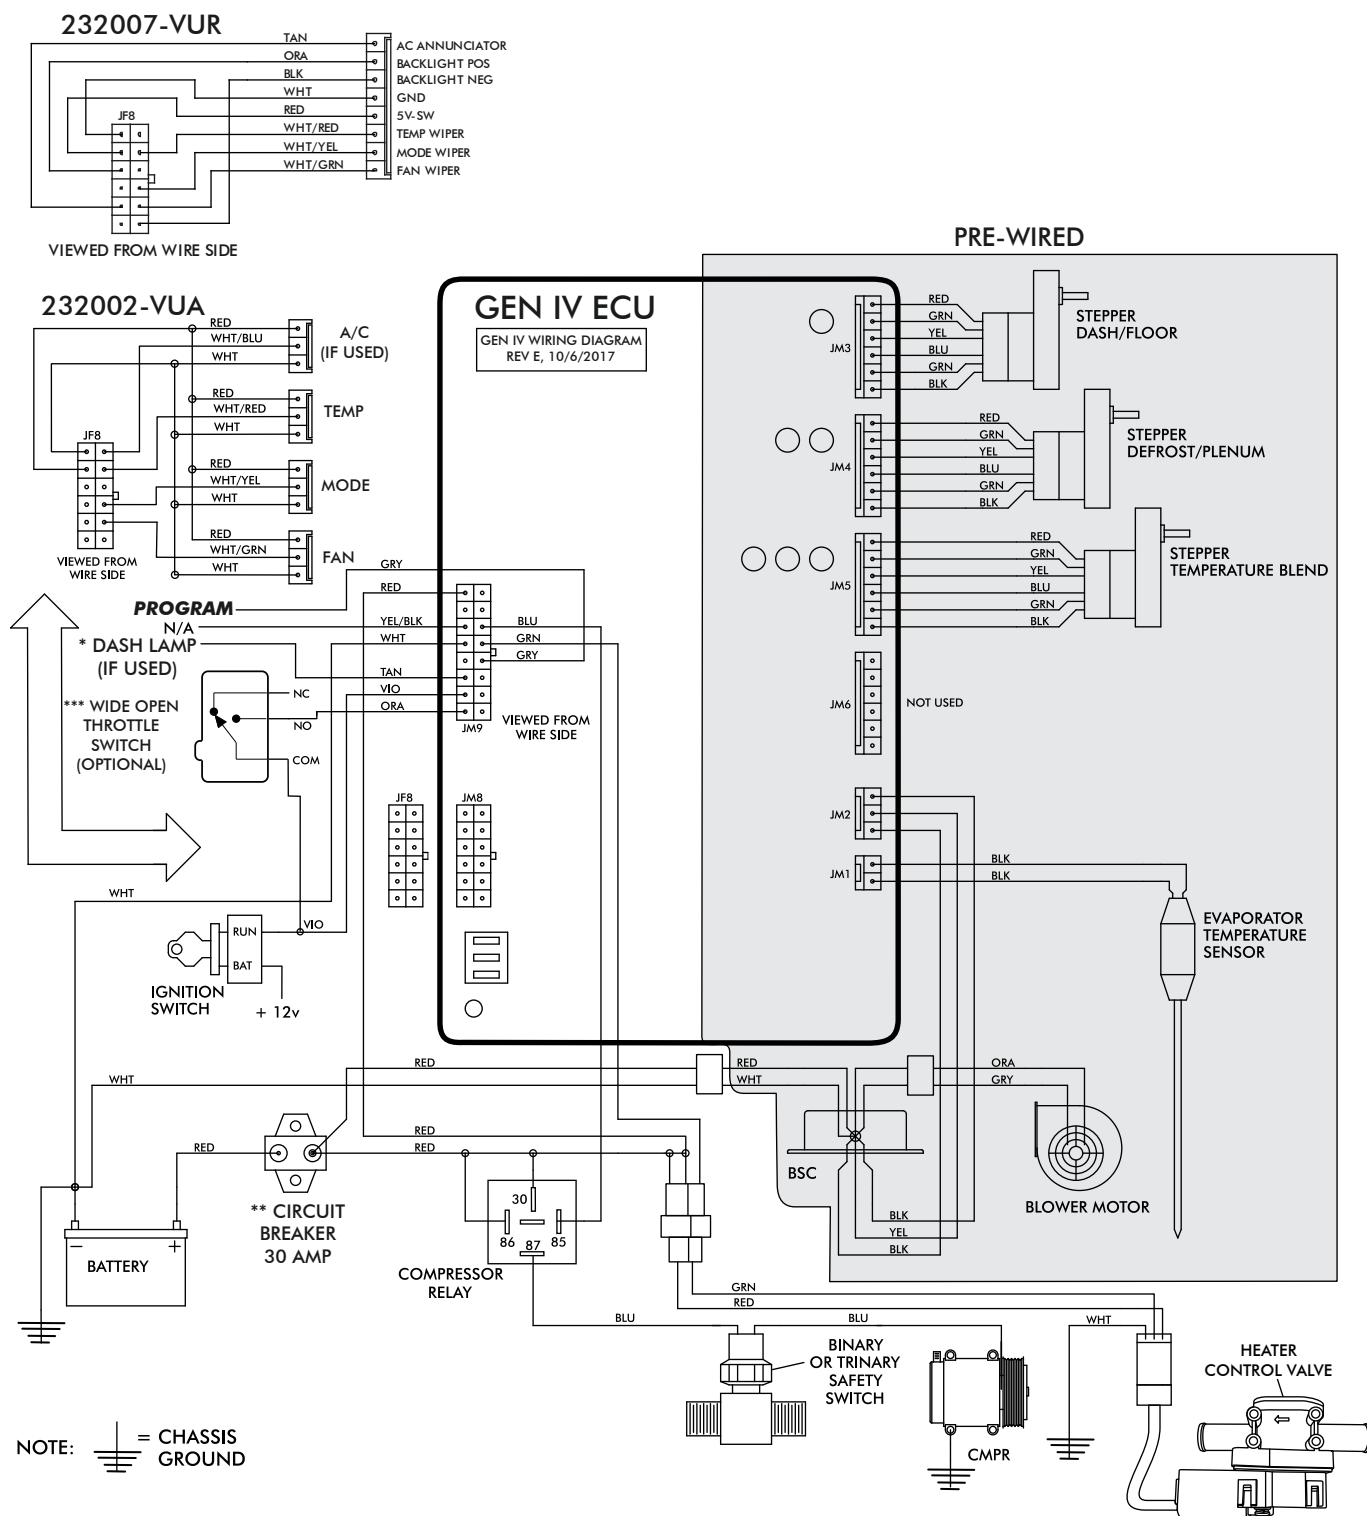 232007-VUR
TAN
AC ANNUNCIATOR
ORA
BACKLIGHT POS
BLK
BACKLIGHT NEG
WHT
GND
RED
5V-SW
WHT/RED
TEMP WIPER
WHT/YEL
MODE WIPER
WHT/GRN
FAN WIPER
JF8
VIEWED FROM WIRE SIDE
232002-VUA
RED
WHT/BLU
WHT
A/C
(IF USED)
RED
WHT/RED
WHT
TEMP
RED
WHT/YEL
WHT
MODE
RED
WHT/GRN
WHT
FAN
JF8
VIEWED FROM
WIRE SIDE
GEN IV ECU
GEN IV WIRING DIAGRAM
REV E, 10/6/2017
PRE-WIRED
JM3
RED
GRN
YEL
BLU
GRN
BLK
STEPPER
DASH/FLOOR
JM4
RED
GRN
YEL
BLU
GRN
BLK
STEPPER
DEFROST/PLENUM
JM5
RED
GRN
YEL
BLU
GRN
BLK
STEPPER
TEMPERATURE BLEND
JM6
NOT USED
JM2
JM1
BLK
BLK
EVAPORATOR
TEMPERATURE
SENSOR
GRY
RED
PROGRAM
N/A
YEL/BLK
BLU
* DASH LAMP
(IF USED)
WHT
GRN
GRY
TAN
VIO
ORA
JM9
VIEWED FROM
WIRE SIDE
*** WIDE OPEN
THROTTLE
SWITCH
(OPTIONAL)
NC
NO
COM
JF8
JM8
WHT
VIO
RUN
BAT
IGNITION
SWITCH
+ 12v
RED
RED
WHT
WHT
ORA
GRY
BSC
BLOWER MOTOR
BLK
YEL
BLK
RED
RED
RED
** CIRCUIT
BREAKER
30 AMP
30
86
87
85
COMPRESSOR
RELAY
−
+
BATTERY
GRN
RED
BLU
BLU
WHT
BINARY
OR TRINARY
SAFETY
SWITCH
CMPR
HEATER
CONTROL VALVE
NOTE:
= CHASSIS
GROUND